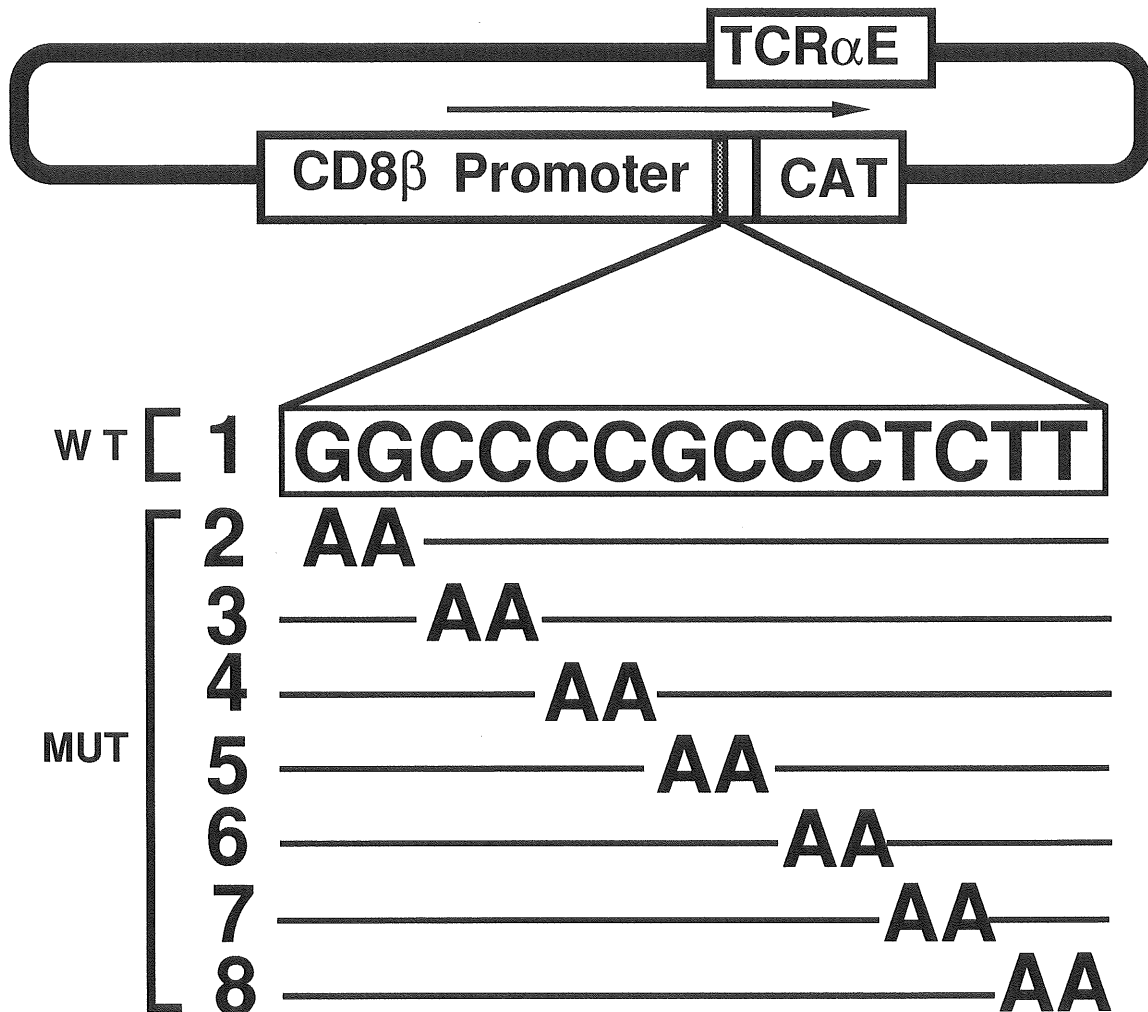 TCRαE
CD8β Promoter CAT
WT 1 GGCCCCGCCCTCTT
2 AA
3 AA
4 AA
MUT
5 AA
6 AA
7 AA
8 AA